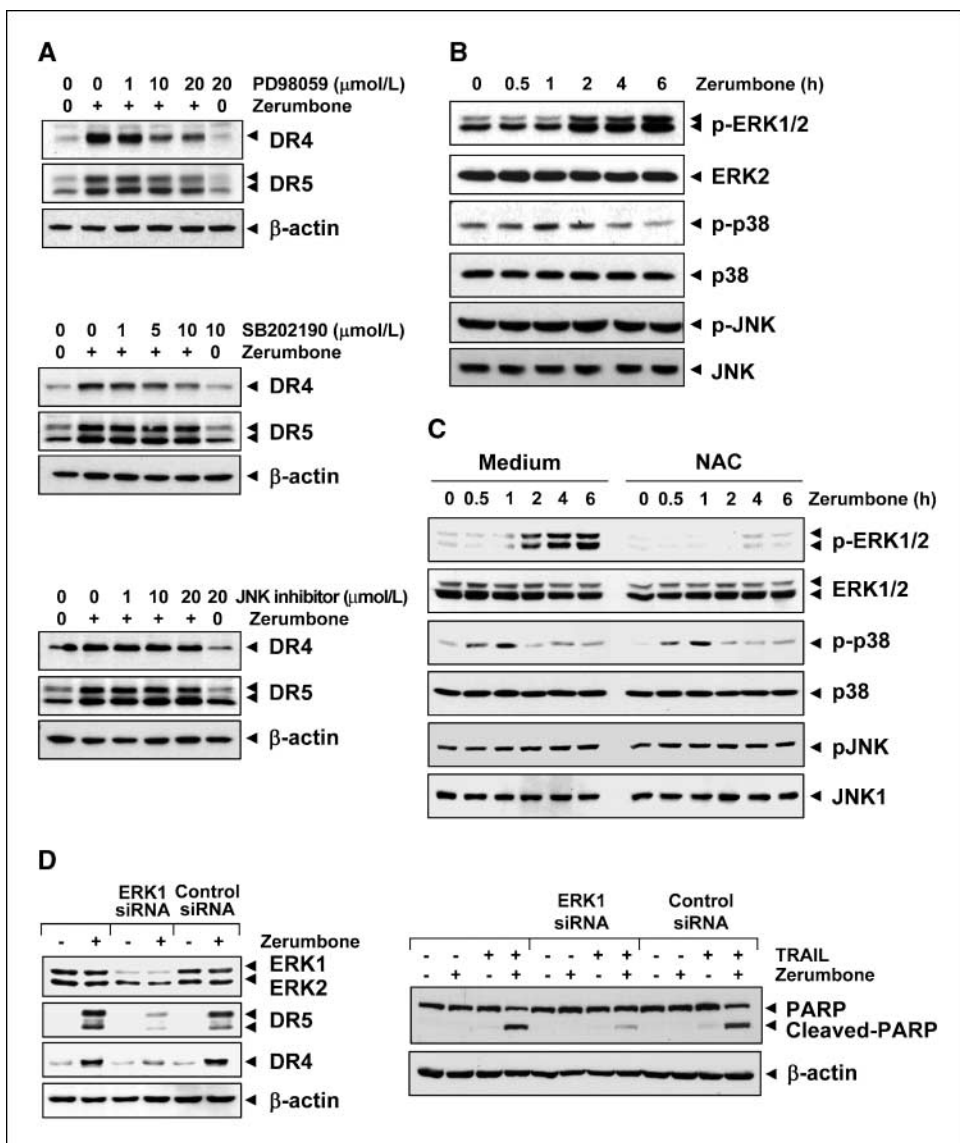 A
0 0 1 10 20 20 PD98059 (μmol/L)
0 + + + + 0 Zerumbone
DR4
DR5
β-actin
0 0 1 5 10 10 SB202190 (μmol/L)
0 + + + + 0 Zerumbone
DR4
DR5
β-actin
0 0 1 10 20 20 JNK inhibitor (μmol/L)
0 + + + + 0 Zerumbone
DR4
DR5
β-actin
B
0 0.5 1 2 4 6 Zerumbone (h)
p-ERK1/2
ERK2
p-p38
p38
p-JNK
JNK
C
Medium NAC
0 0.5 1 2 4 6 0 0.5 1 2 4 6 Zerumbone (h)
p-ERK1/2
ERK1/2
p-p38
p38
pJNK
JNK1
D
ERK1 Control
siRNA siRNA
- + - + - + Zerumbone
ERK1
ERK2
DR5
DR4
β-actin
ERK1 Control
siRNA siRNA
- - + + - - + + - - + + TRAIL
- + - + - + - + - + - + Zerumbone
PARP
Cleaved-PARP
β-actin